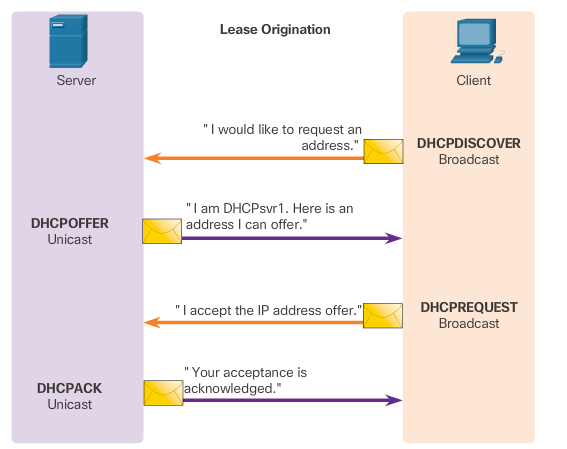 Lease Origination
Server
Client
" I would like to request an
address."
DHCPDISCOVER
Broadcast
" I am DHCPsvr1. Here is an
address I can offer."
DHCPOFFER
Unicast
" I accept the IP address offer."
DHCPREQUEST
Broadcast
" Your acceptance is
acknowledged."
DHCPACK
Unicast